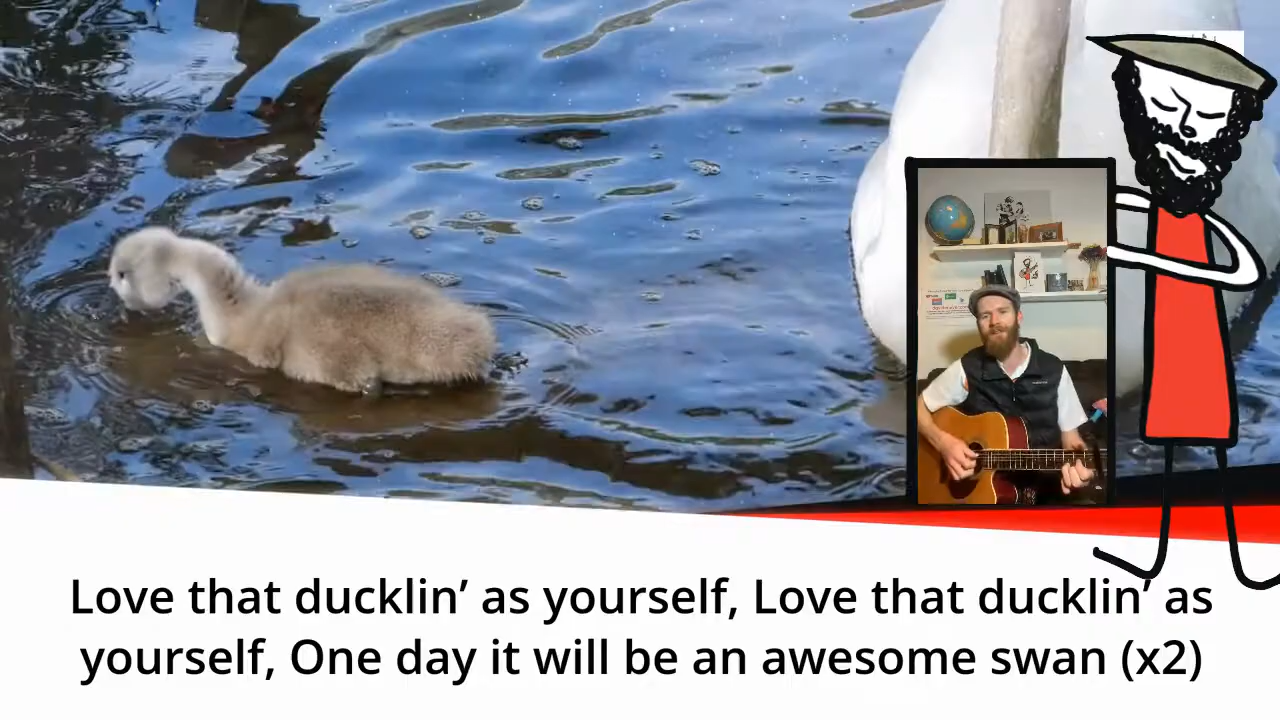 Love that ducklin’ as yourself, Love that ducklin’ as
yourself, One day it will be an awesome swan (x2)